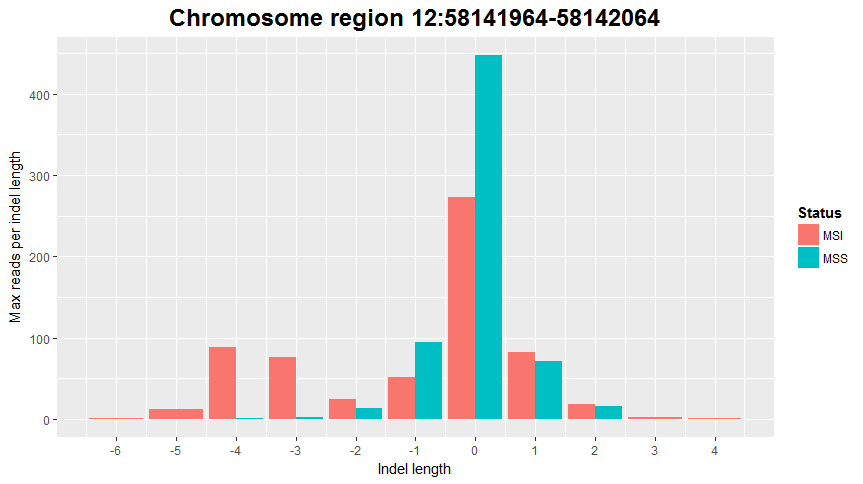 Chromosome region 12:58141964-58142064
Max reads per indel length
400
300
200
100
0
-6 -5 -4 -3 -2 -1 0 1 2 3 4
Indel length
Status
MSI
MSS